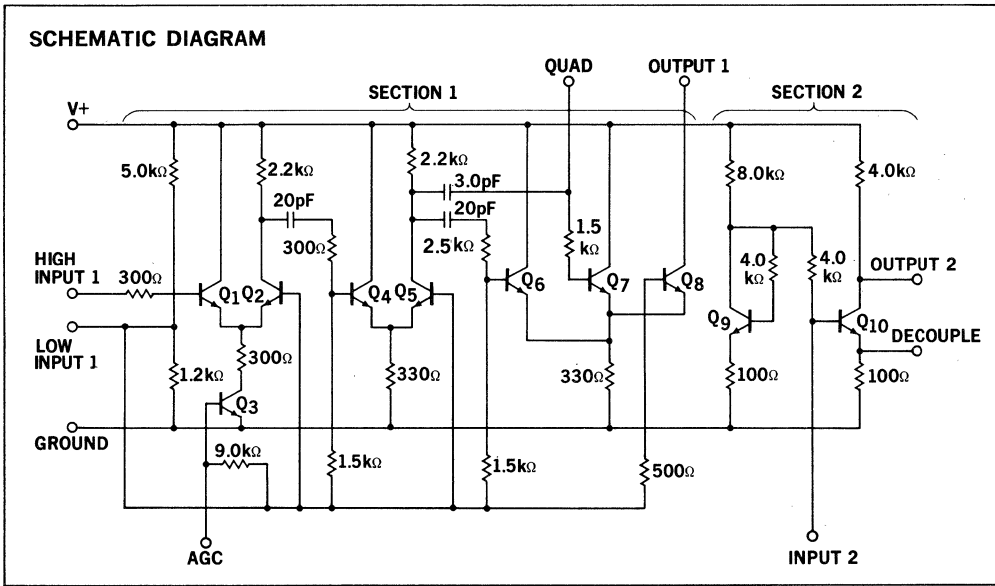 SCHEMATIC DIAGRAM
QUAD
OUTPUT 1
SECTION 1
SECTION 2
V+
5.0kΩ
2.2kΩ
2.2kΩ
8.0kΩ
4.0kΩ
3.0pF
20pF
20pF
300Ω
2.5kΩ
1.5
kΩ
4.0
kΩ
4.0
kΩ
HIGH
INPUT 1
300Ω
Q1
Q2
Q4
Q5
Q6
Q7
Q8
Q9
Q10
OUTPUT 2
LOW
INPUT 1
DECOUPLE
1.2kΩ
300Ω
330Ω
330Ω
100Ω
100Ω
Q3
GROUND
9.0kΩ
1.5kΩ
1.5kΩ
500Ω
AGC
INPUT 2